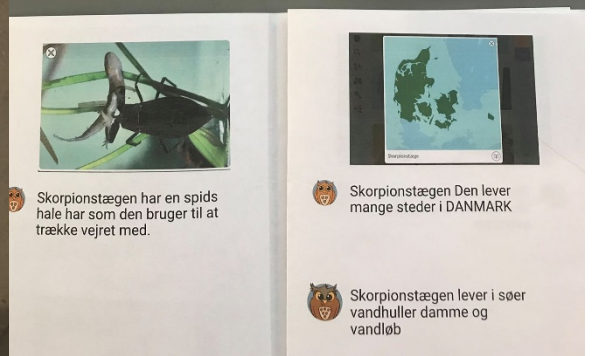 Skorpionstægen har en spids
hale har som den bruger til at
trække vejret med.
Skorpionstæge
Skorpionstægen Den lever
mange steder i DANMARK
Skorpionstægen lever i søer
vandhuller damme og
vandløb